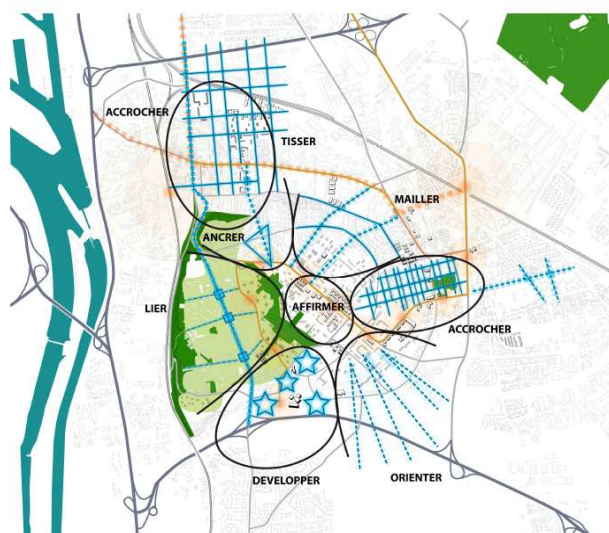 ACCROCHER
TISSER
MAILLER
ANCRER
LIER
AFFIRMER
ACCROCHER
DEVELOPPER
ORIENTER